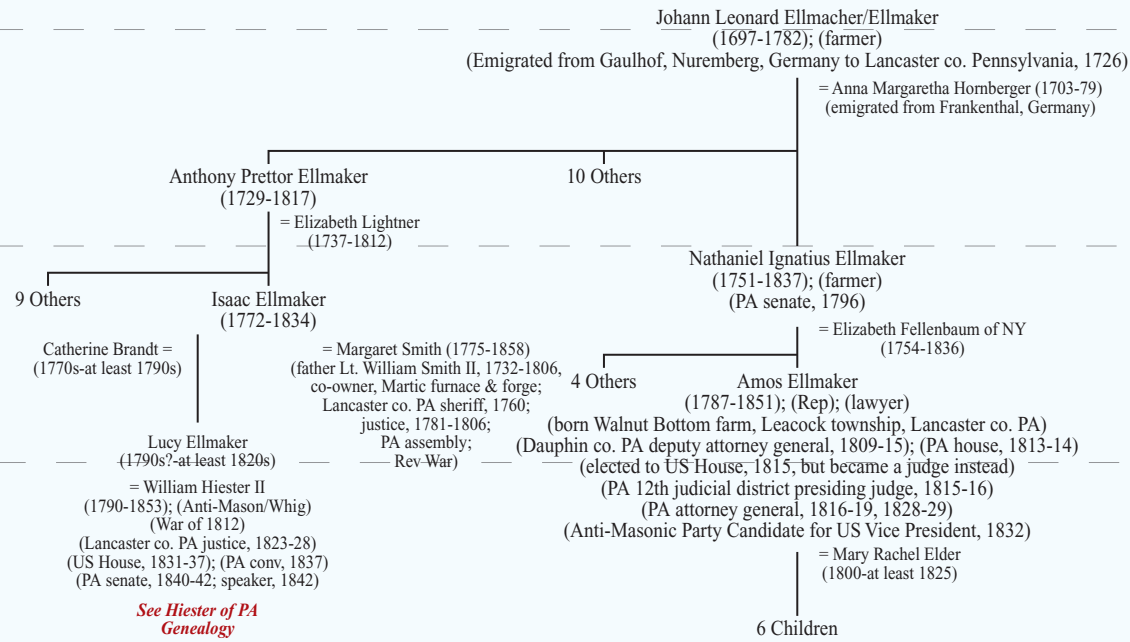 Johann Leonard Ellmacher/Ellmaker
(1697-1782); (farmer)
(Emigrated from Gaulhof, Nuremberg, Germany to Lancaster co. Pennsylvania, 1726)
= Anna Margaretha Hornberger (1703-79)
(emigrated from Frankenthal, Germany)
Anthony Prettor Ellmaker
(1729-1817)
10 Others
= Elizabeth Lightner
(1737-1812)
Nathaniel Ignatius Ellmaker
(1751-1837); (farmer)
(PA senate, 1796)
9 Others
Isaac Ellmaker
(1772-1834)
= Elizabeth Fellenbaum of NY
(1754-1836)
Catherine Brandt =
(1770s-at least 1790s)
= Margaret Smith (1775-1858)
(father Lt. William Smith II, 1732-1806,
co-owner, Martic furnace & forge;
Lancaster co. PA sheriff, 1760;
justice, 1781-1806;
PA assembly;
Rev War)
4 Others
Amos Ellmaker
(1787-1851); (Rep); (lawyer)
(born Walnut Bottom farm, Leacock township, Lancaster co. PA)
(Dauphin co. PA deputy attorney general, 1809-15); (PA house, 1813-14)
(elected to US House, 1815, but became a judge instead)
(PA 12th judicial district presiding judge, 1815-16)
(PA attorney general, 1816-19, 1828-29)
(Anti-Masonic Party Candidate for US Vice President, 1832)
Lucy Ellmaker
(1790s?-at least 1820s)
= William Hiester II
(1790-1853); (Anti-Mason/Whig)
(War of 1812)
(Lancaster co. PA justice, 1823-28)
(US House, 1831-37); (PA conv, 1837)
(PA senate, 1840-42; speaker, 1842)
See Hiester of PA
Genealogy
= Mary Rachel Elder
(1800-at least 1825)
6 Children